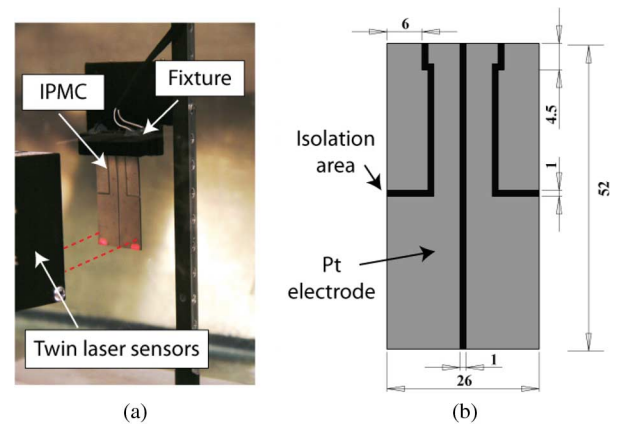 IPMC
Fixture
Twin laser sensors
(a)
6
4.5
Isolation
area
1
52
Pt
electrode
1
26
(b)